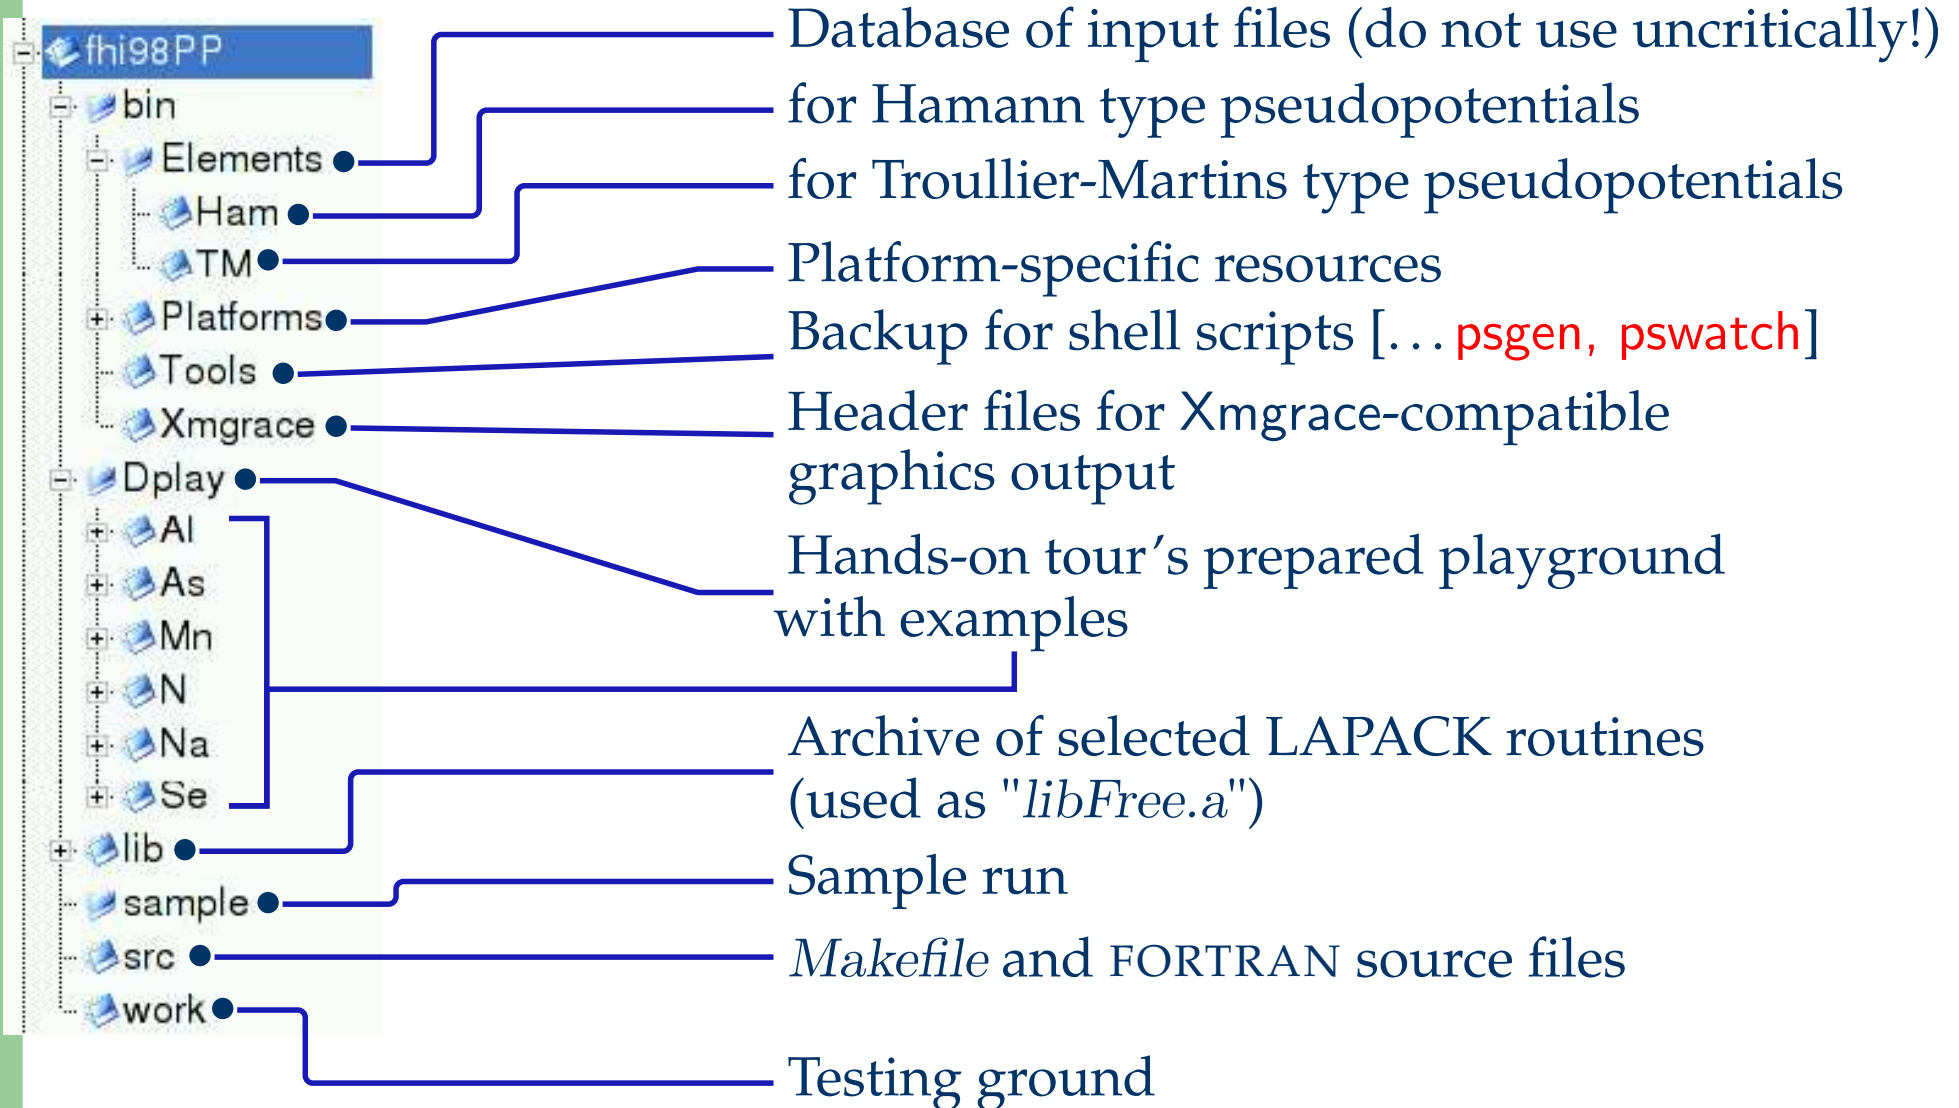 fhi98PP
bin
Elements
Ham
TM
Platforms
Tools
Xmgrace
Dplay
Al
As
Mn
N
Na
Se
lib
sample
src
work
Database of input files (do not use uncritically!)
for Hamann type pseudopotentials
for Troullier-Martins type pseudopotentials
Platform-specific resources
Backup for shell scripts [... psgen, pswatch]
Header files for Xmgrace-compatible
graphics output
Hands-on tour's prepared playground
with examples
Archive of selected LAPACK routines
(used as "libFree.a")
Sample run
Makefile and FORTRAN source files
Testing ground